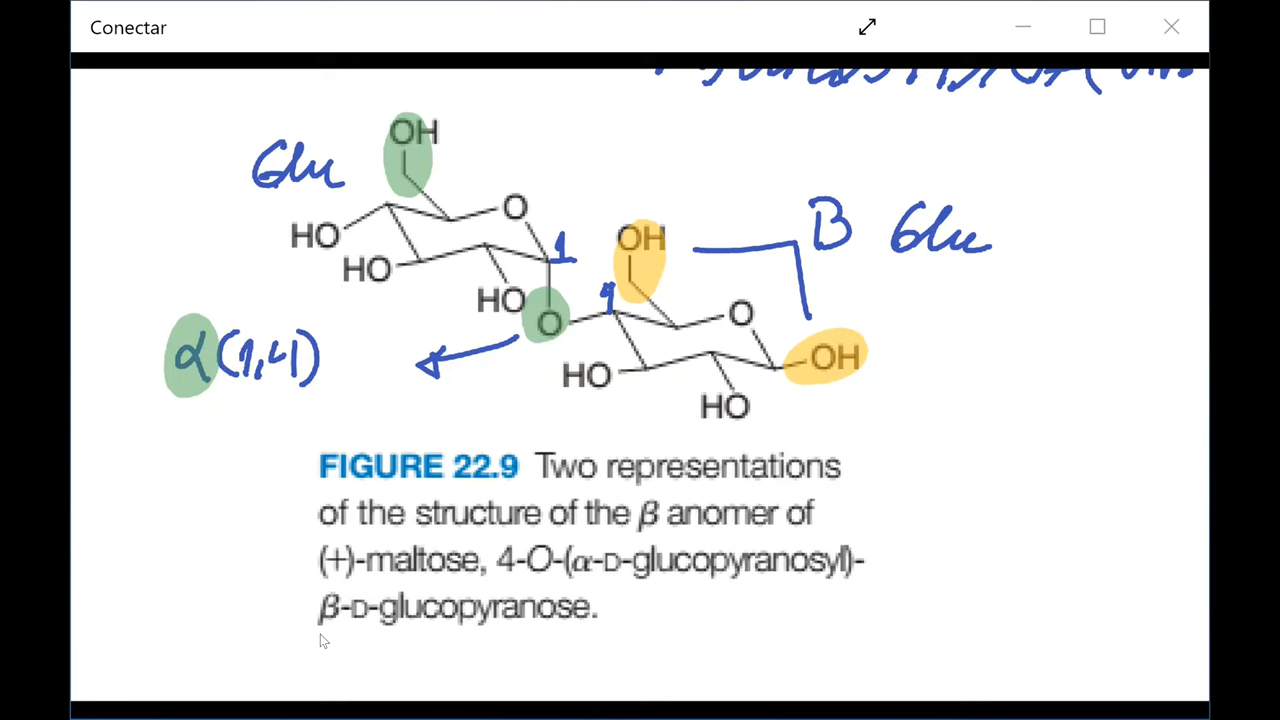 Conectar
OH
Glu
O
HO
HO
1
HO
OH
B Glu
4
O
O
α(1,4)
OH
HO
HO
FIGURE 22.9 Two representations
of the structure of the β anomer of
(+)-maltose, 4-O-(α-D-glucopyranosyl)-
β-D-glucopyranose.